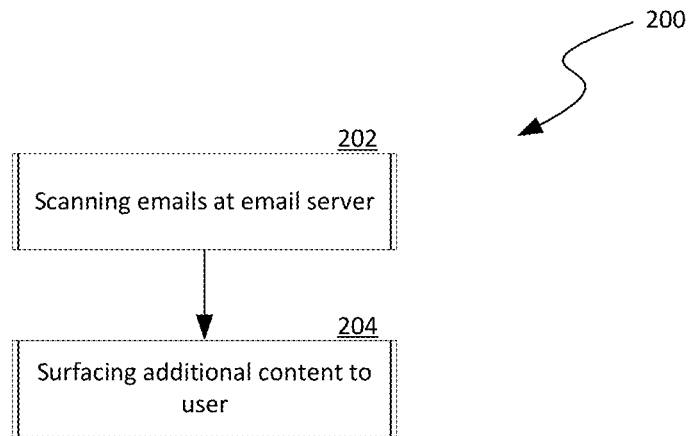 200
202
Scanning emails at email server
204
Surfacing additional content to
user